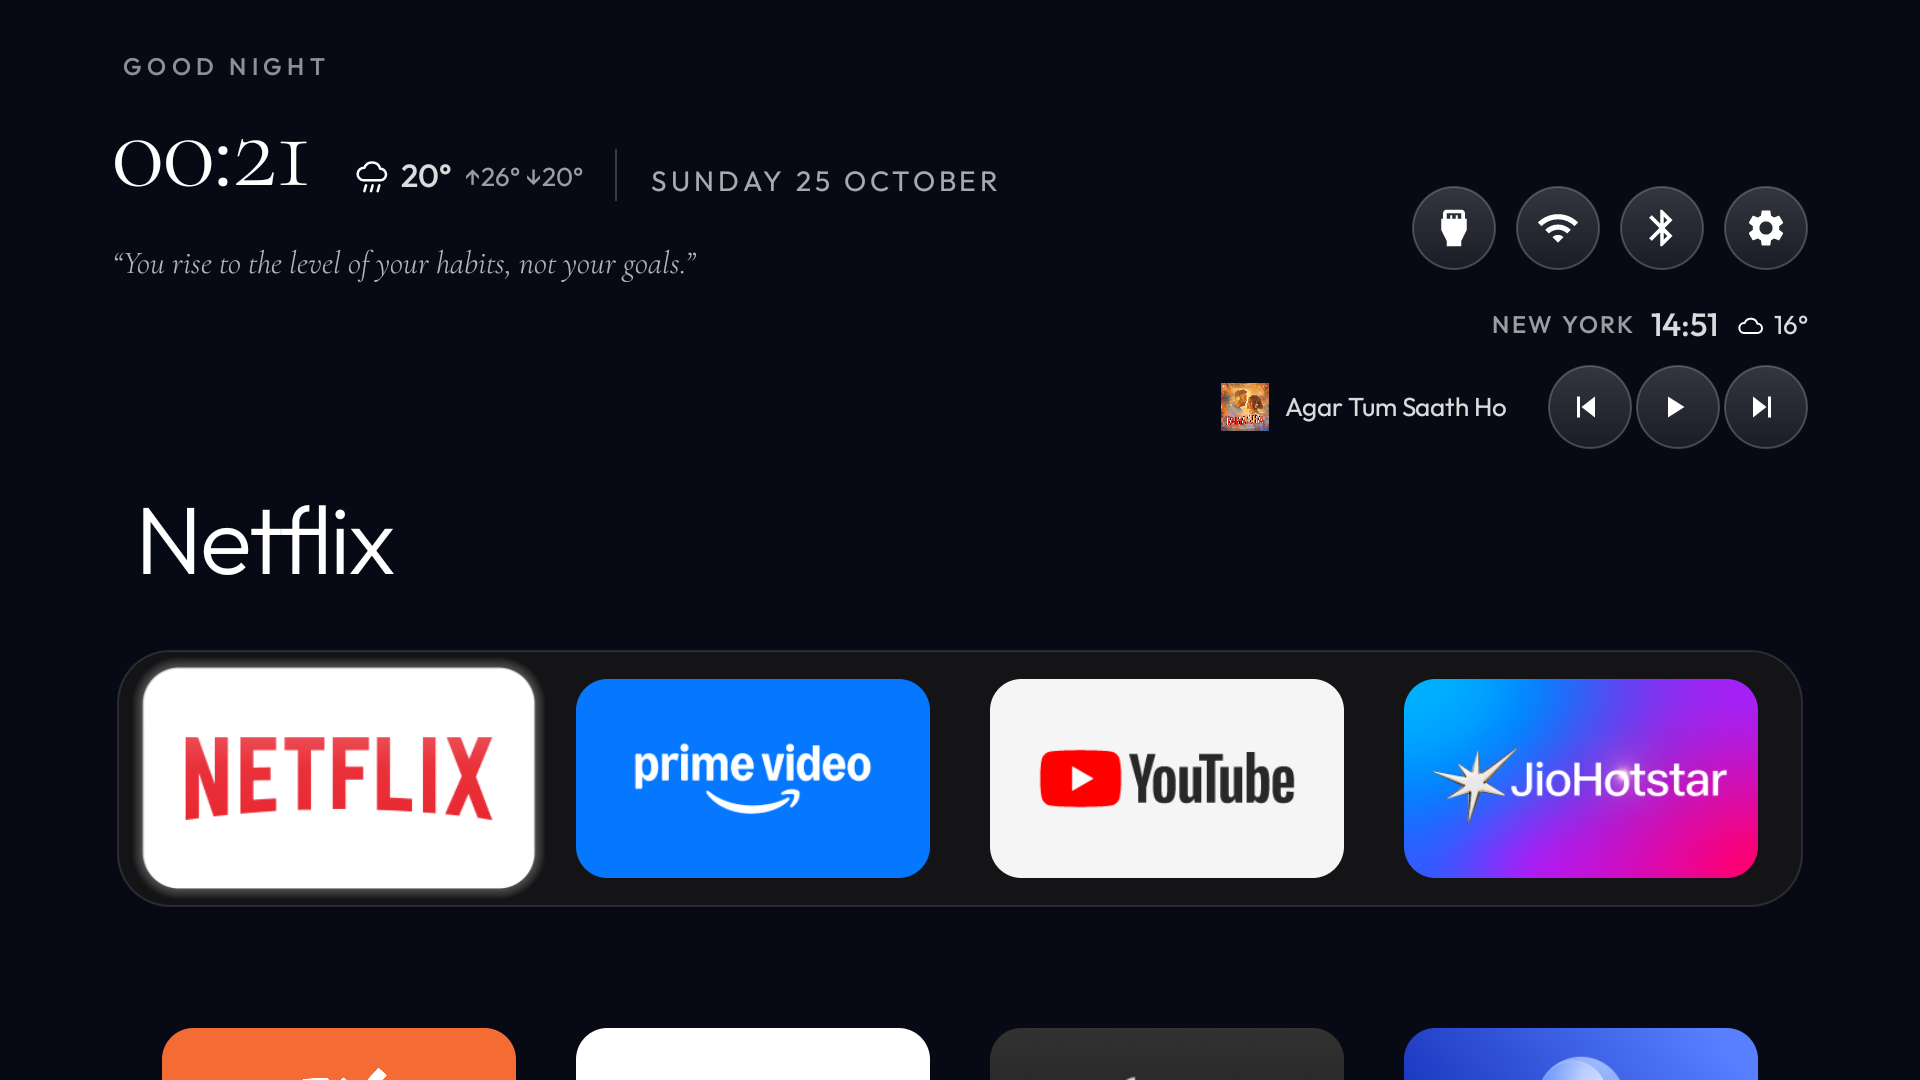 GOOD NIGHT
00:21 20° ↑26° ↓20° SUNDAY 25 OCTOBER
“You rise to the level of your habits, not your goals.”
NEW YORK 14:51 16°
Agar Tum Saath Ho
Netflix
NETFLIX
prime video
YouTube
JioHotstar